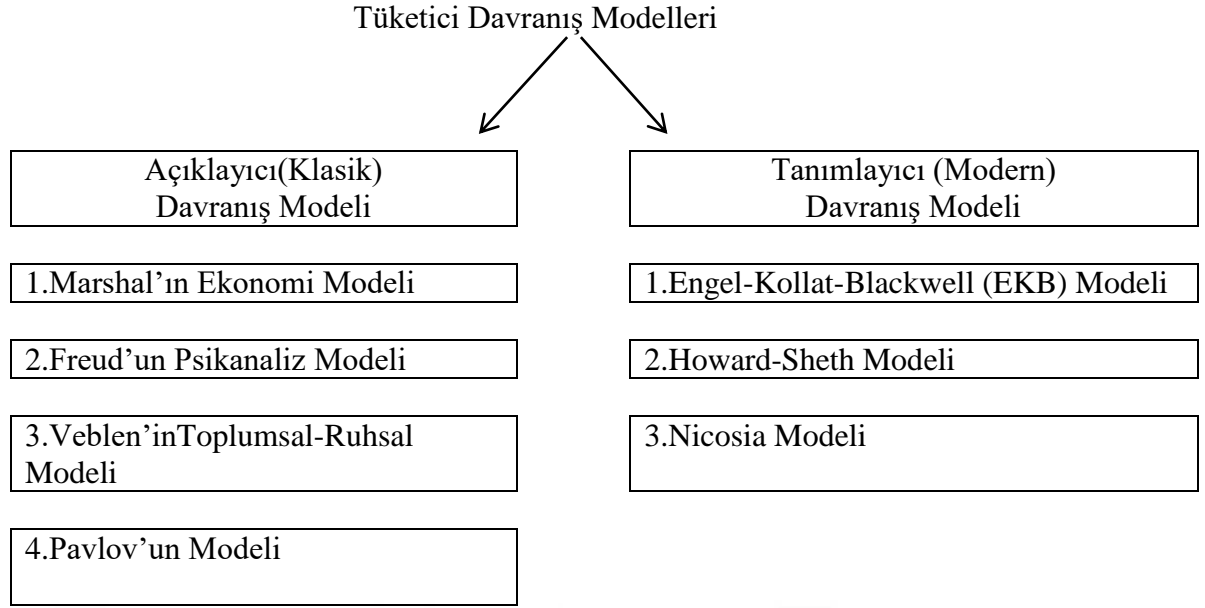 Tüketici Davranış Modelleri
Açıklayıcı(Klasik)
Davranış Modeli
1.Marshal’ın Ekonomi Modeli
2.Freud’un Psikanaliz Modeli
3.Veblen’inToplumsal-Ruhsal
Modeli
4.Pavlov’un Modeli
Tanımlayıcı (Modern)
Davranış Modeli
1.Engel-Kollat-Blackwell (EKB) Modeli
2.Howard-Sheth Modeli
3.Nicosia Modeli